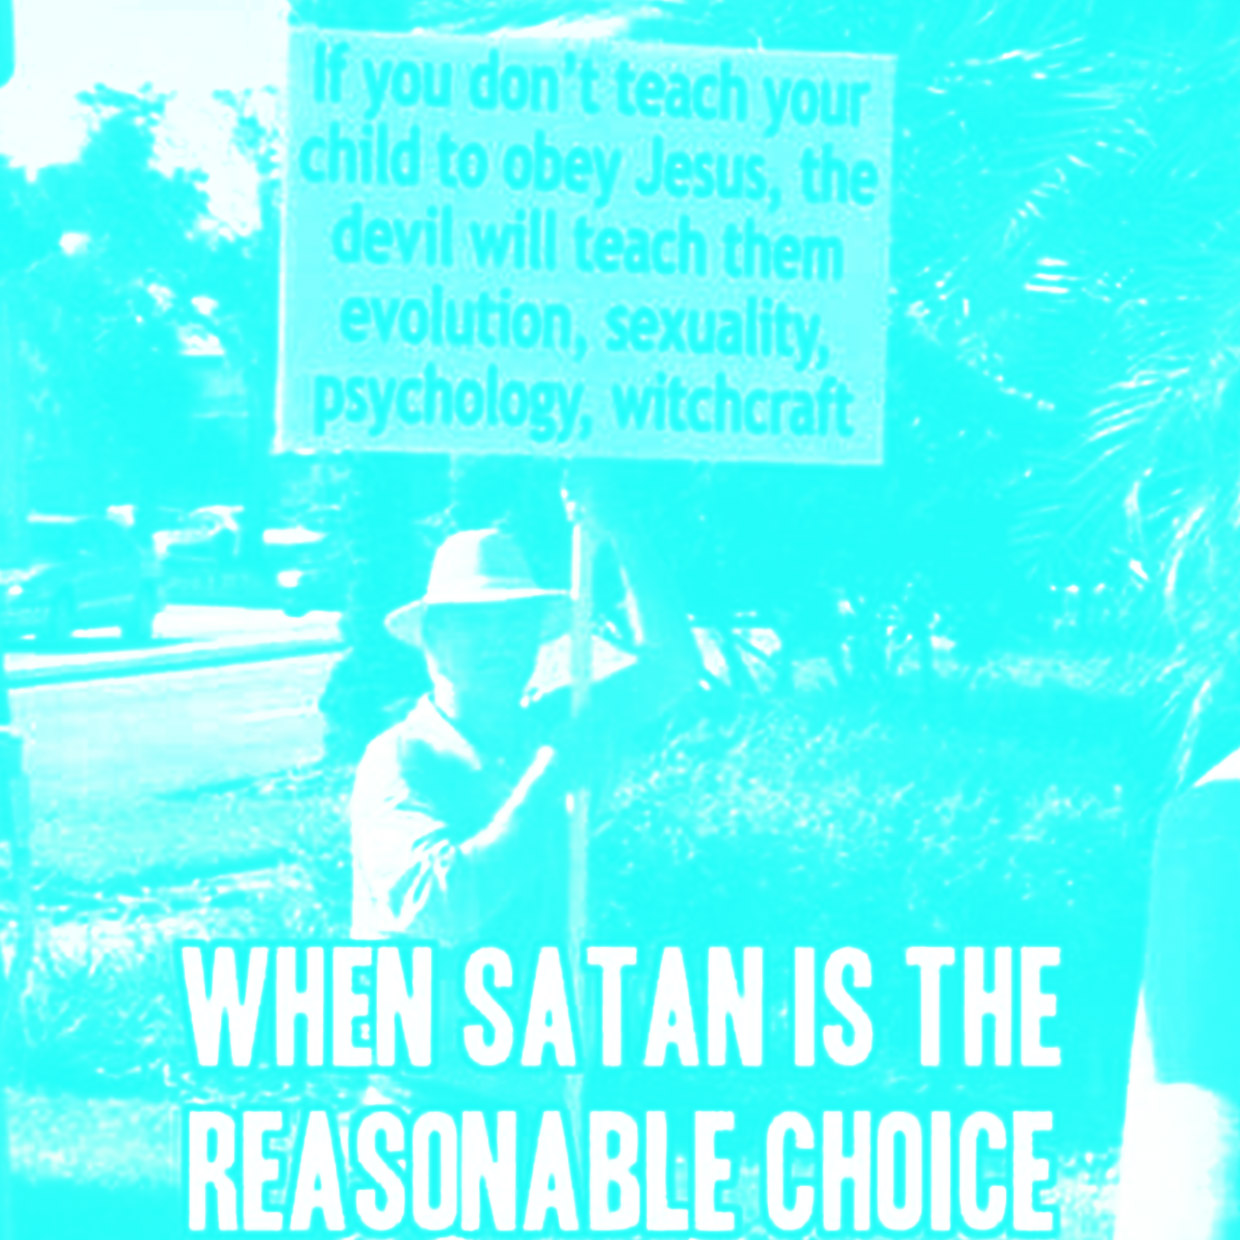 If you don't teach your
child to obey Jesus, the
devil will teach them
evolution, sexuality,
psychology, witchcraft
WHEN SATAN IS THE
REASONABLE CHOICE